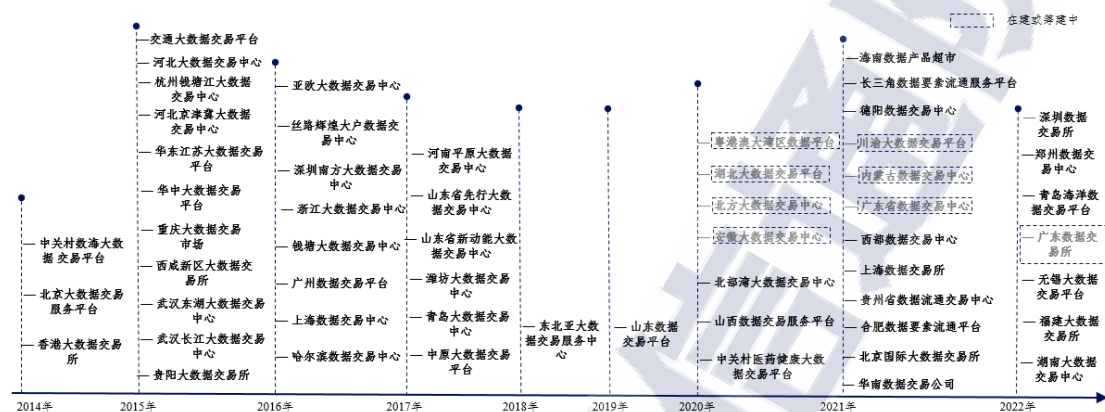 在建或筹建中
中关村数海大数
据 交易平台
北京大数据交易
服务平台
香港大数据交易
所
交通大数据交易平台
河北大数据交易中心
杭州钱塘江大数据
交易中心
河北京津冀大数据
交易中心
华东江苏大数据交易
平台
华中大数据交易
平台
重庆大数据交易
市场
西咸新区大数据交
易所
武汉东湖大数据交易
中心
武汉长江大数据交易
中心
贵阳大数据交易所
亚欧大数据交易中心
丝路辉煌大户数据交
易中心
深圳南方大数据交易
中心
浙江大数据交易中心
钱塘大数据交易中心
广州数据交易平台
上海数据交易中心
哈尔滨数据交易中心
河南平原大数据交易
中心
山东省先行大数
据交易中心
山东省新动能大数
据交易中心
潍坊大数据交易
中心
青岛大数据交易
中心
中原大数据交易
平台
东北亚大数
据交易服务中
心
山东数据
交易平台
粤港澳大湾区数据平台
湖北大数据交易平台
北方大数据交易中心
安徽大数据交易中心
北部湾大数据交易中心
山西数据交易服务平台
中关村医药健康大数
据交易平台
海南数据产品超市
长三角数据要素流通服务平台
德阳数据交易中心
川渝大数据交易平台
内蒙古数据交易中心
广东省数据交易中心
西部数据交易中心
上海数据交易所
贵州省数据流通交易中心
合肥数据要素流通平台
北京国际大数据交易所
华南数据交易公司
深圳数据
交易所
郑州数据交
易中心
青岛海洋数
据交易平台
广东数据交
易所
无锡大数据
交易平台
福建大数据
交易所
湖南大数据
交易中心
2014年
2015年
2016年
2017年
2018年
2019年
2020年
2021年
2022年